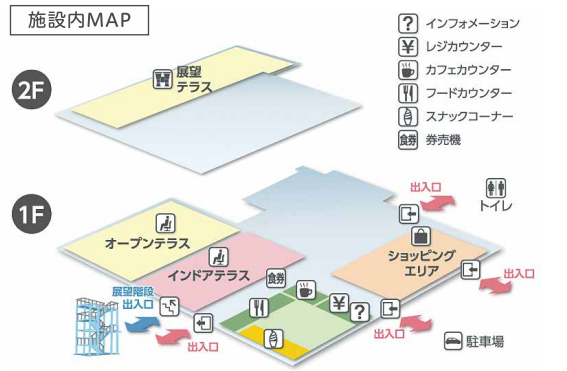 施設内MAP
? インフォメーション
¥ レジカウンター
カフェカウンター
フードカウンター
スナックコーナー
食券 券売機
2F
展望
テラス
1F
出入口
トイレ
オープンテラス
ショッピング
エリア
インドアテラス
出入口
食券
展望階段
出入口
¥
?
出入口
出入口
駐車場